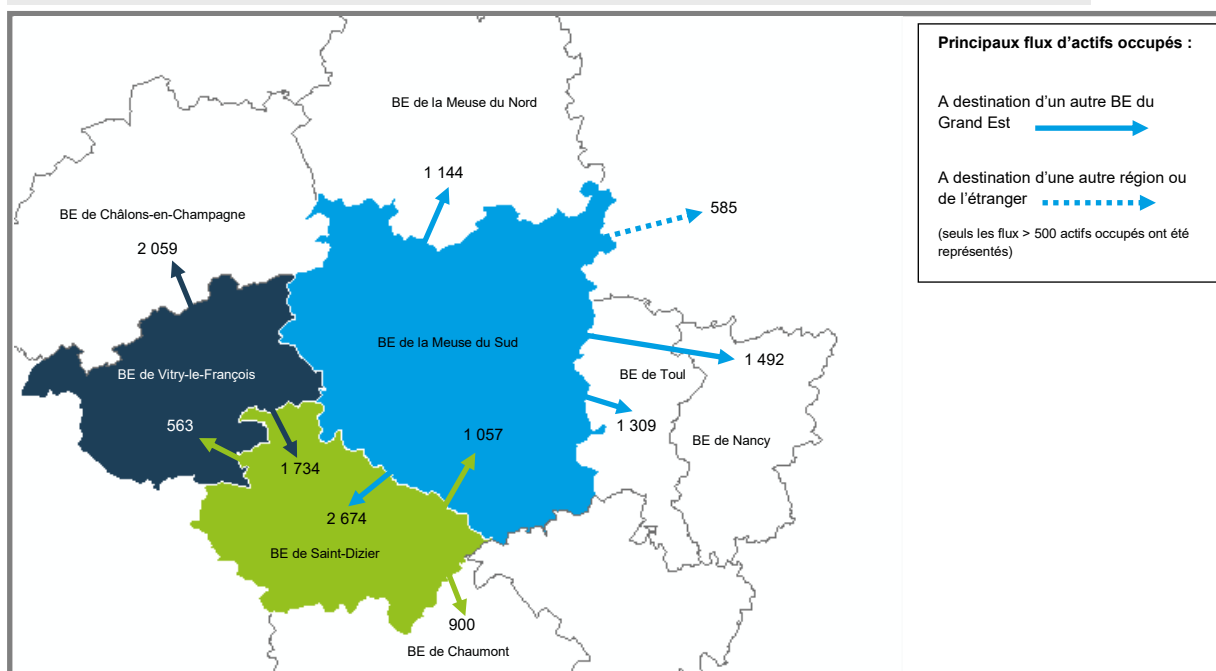 BE de la Meuse du Nord
1 144
585
BE de Châlons-en-Champagne
2 059
BE de la Meuse du Sud
BE de Vitry-le-François
1 492
BE de Toul
563
1 057
1 309
BE de Nancy
1 734
2 674
BE de Saint-Dizier
900
BE de Chaumont
Principaux flux d'actifs occupés :
A destination d'un autre BE du
Grand Est
A destination d'une autre région ou
de l'étranger
(seuls les flux > 500 actifs occupés ont été
représentés)